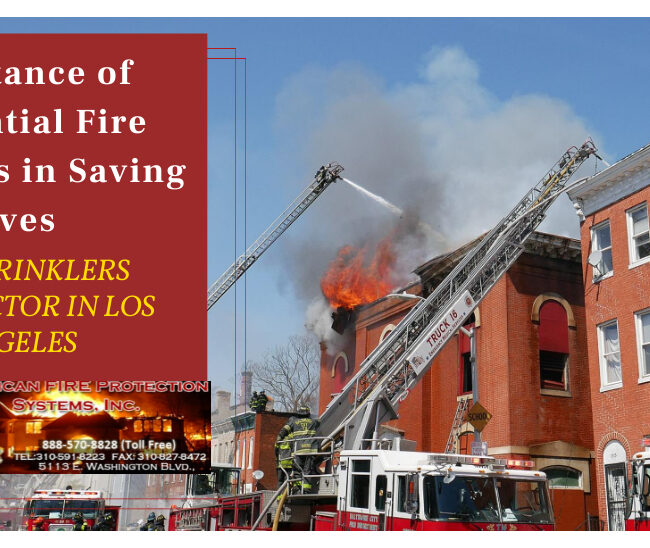 tance of
ntial Fire
s in Saving
ves
RINKLERS
CTOR IN LOS
GELES
ICAN FIRE PROTECTION
SYSTEMS, INC.
888-570-8828 (Toll Free)
TEL:310-591-8223 FAX:310-827-8472
5113 E. WASHINGTON BLVD.,
TRUCK 16
SCHOOL